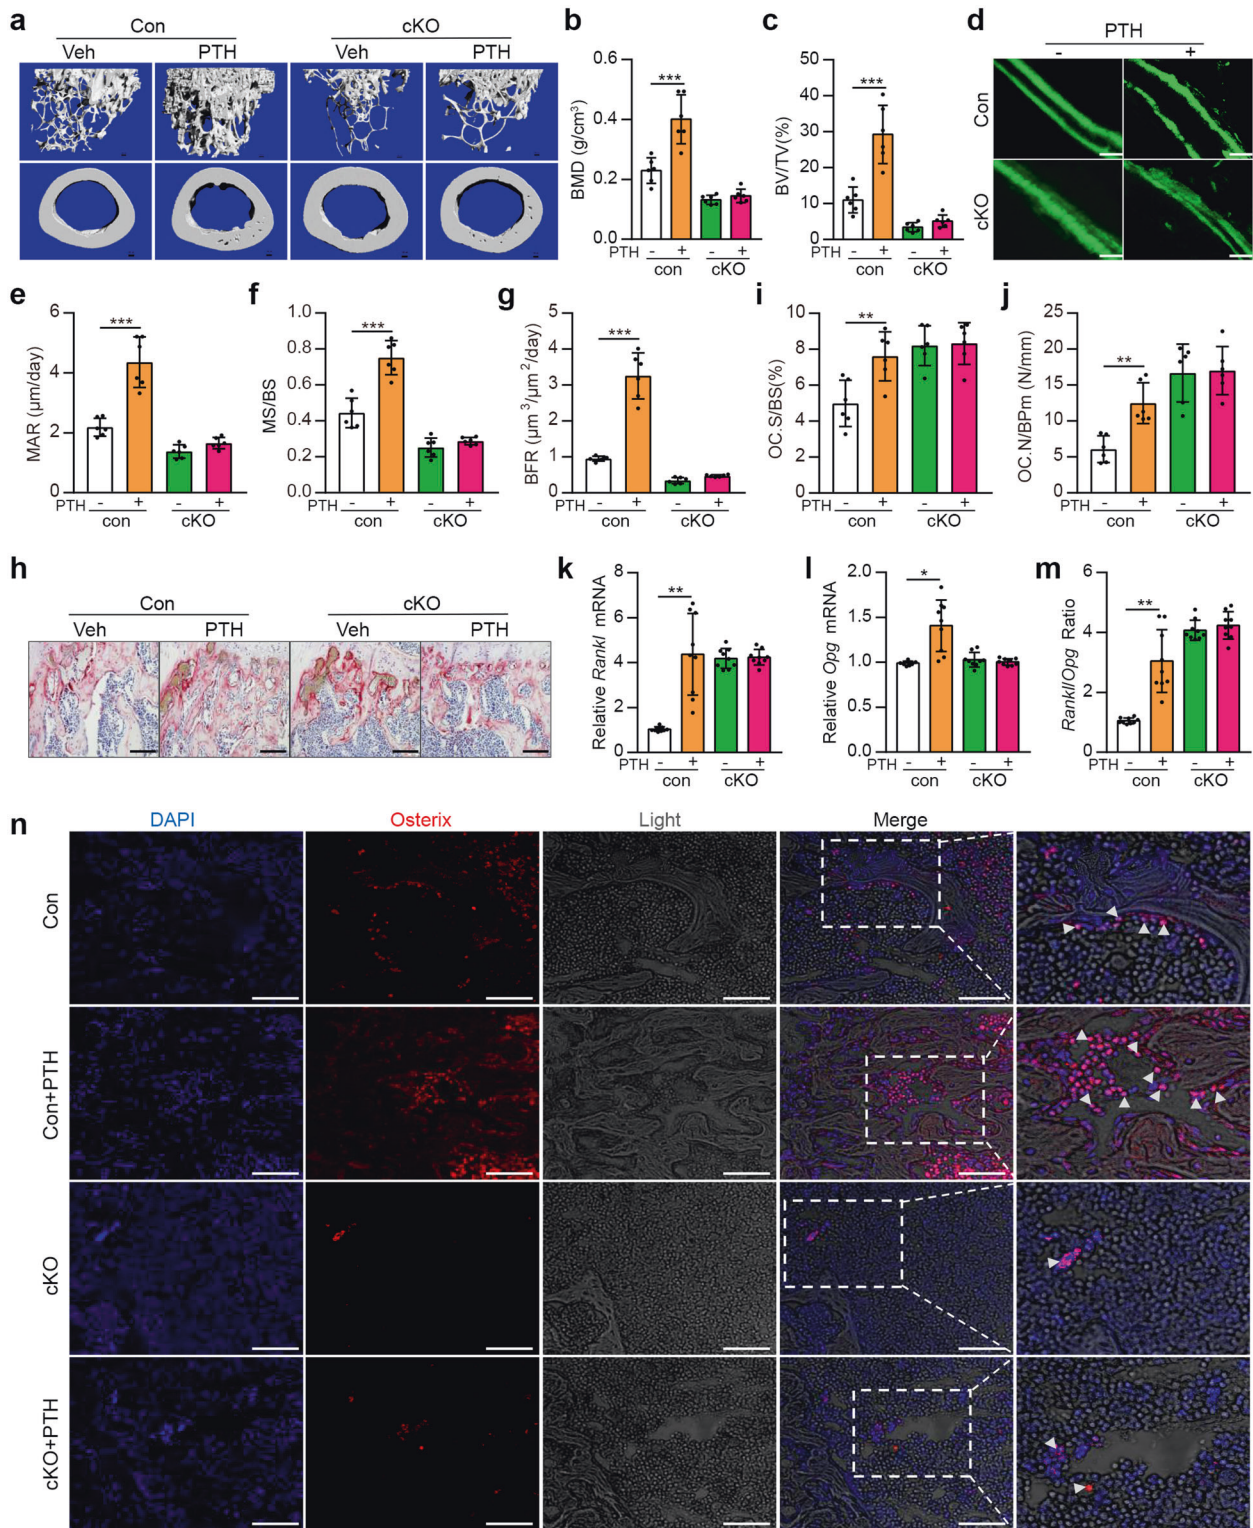 a
Con
cKO
Veh
PTH
Veh
PTH
b
BMD (g/cm³)
0.6
0.4
0.2
0.0
***
PTH - + - +
con
cKO
c
BV/TV(%)
50
40
30
20
10
0
***
PTH - + - +
con
cKO
d
PTH
- +
Con
cKO
e
MAR (μm/day)
6
4
2
0
***
PTH - + - +
con
cKO
f
MS/BS
1.0
0.8
0.6
0.4
0.2
0.0
***
PTH - + - +
con
cKO
g
BFR (μm³/μm²/day)
5
4
3
2
1
0
***
PTH - + - +
con
cKO
i
OC.S/BS(%)
10
8
6
4
2
0
**
PTH - + - +
con
cKO
j
OC.N/BPm (N/mm)
25
20
15
10
5
0
**
PTH - + - +
con
cKO
h
Con
cKO
Veh
PTH
Veh
PTH
k
Relative Rankl mRNA
8
6
4
2
0
**
PTH - + - +
con
cKO
l
Relative Opg mRNA
2.0
1.5
1.0
0.5
0.0
*
PTH - + - +
con
cKO
m
Rankl/Opg Ratio
6
4
2
0
**
PTH - + - +
con
cKO
n
DAPI
Osterix
Light
Merge
Con
Con+PTH
cKO
cKO+PTH